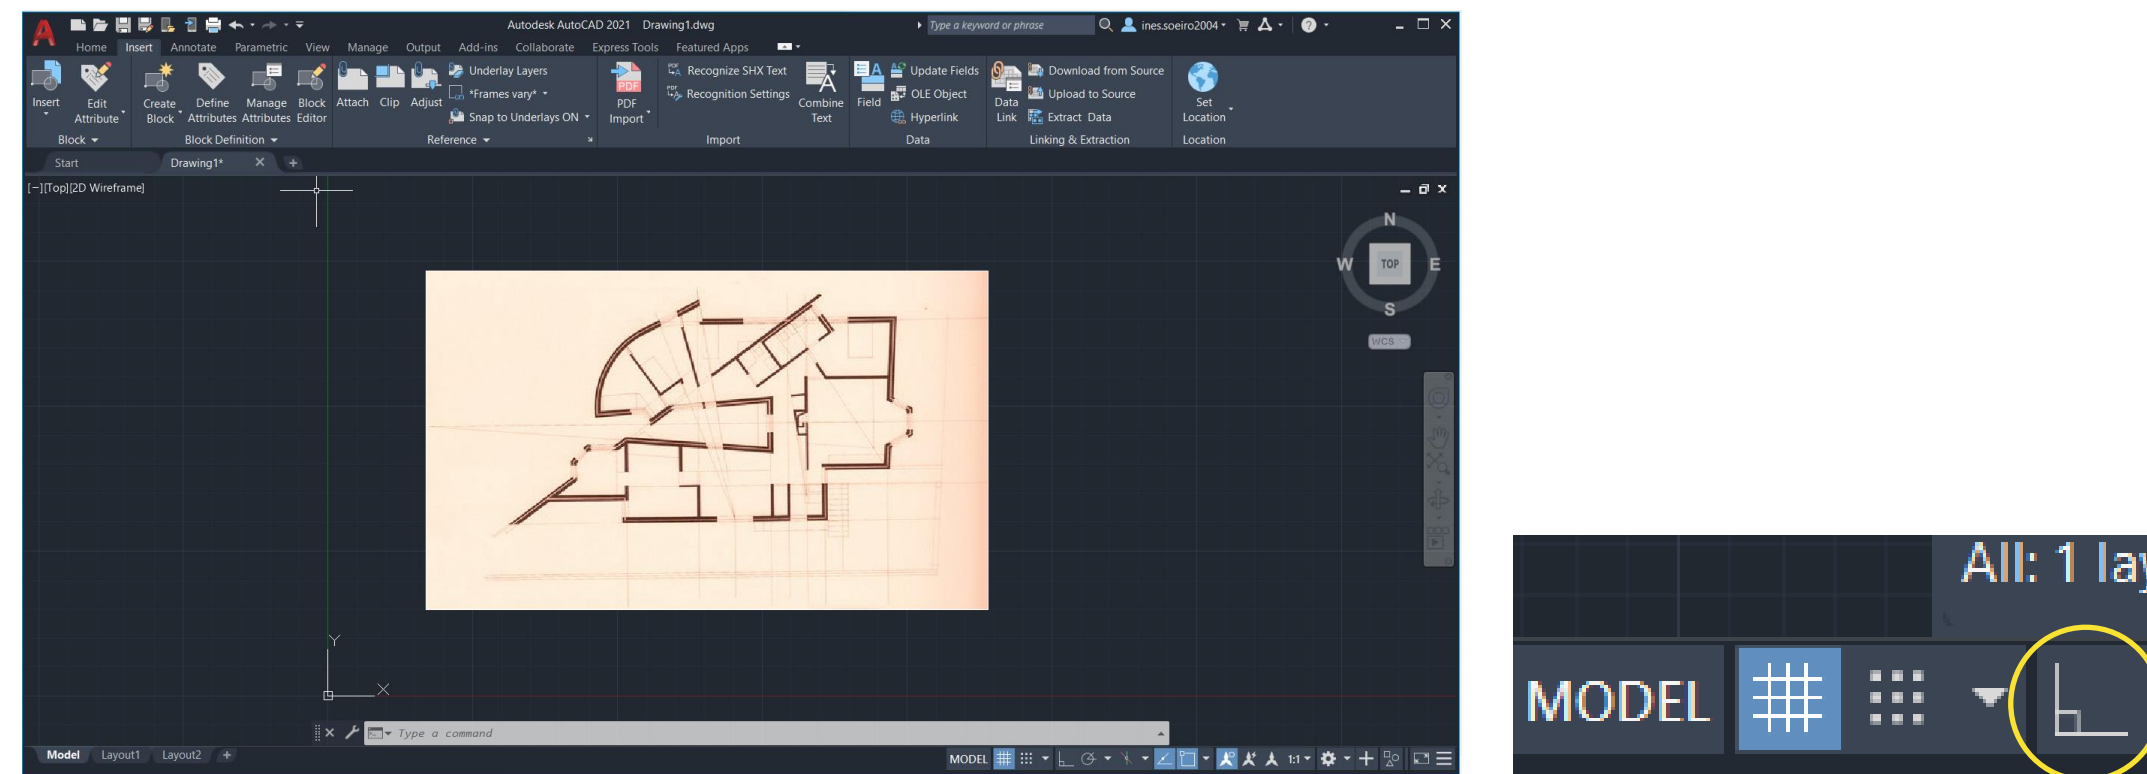 Autodesk AutoCAD 2021 Drawing1.dwg
Type a keyword or phrase
ines.soeiro2004
Home Insert Annotate Parametric View Manage Output Add-ins Collaborate Express Tools Featured Apps
Insert
Edit
Attribute
Block
Create
Block
Define
Attributes
Manage
Attributes
Block
Editor
Block Definition
Attach
Clip
Adjust
Underlay Layers
*Frames vary*
Snap to Underlays ON
Reference
PDF
PDF
Import
Recognize SHX Text
Recognition Settings
Combine
Text
Import
Field
Update Fields
OLE Object
Hyperlink
Data
Data
Link
Download from Source
Upload to Source
Extract Data
Linking & Extraction
Set
Location
Location
Start
Drawing1*
[−][Top][2D Wireframe]
N
W
TOP
E
S
WCS
Y
X
Type a command
Model Layout1 Layout2
MODEL
1:1
All: 1 lay
MODEL